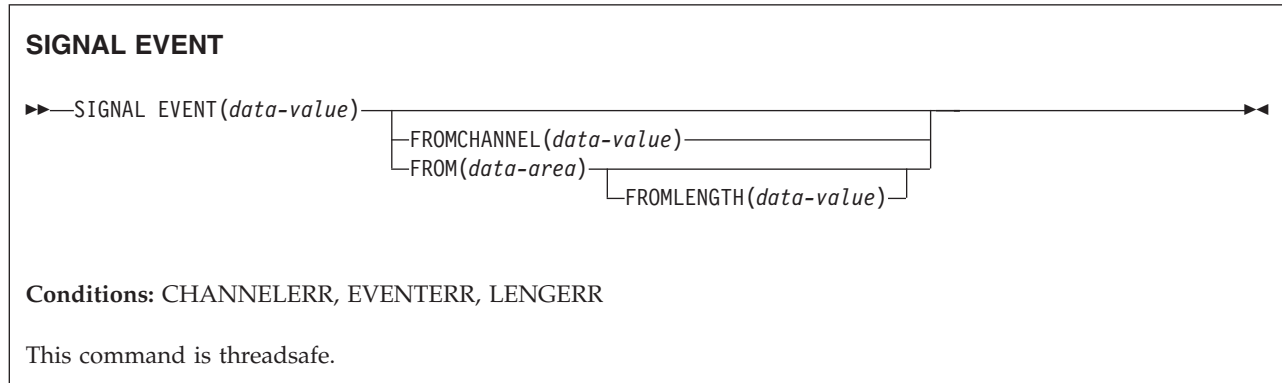 SIGNAL EVENT
SIGNAL EVENT(data-value)
FROMCHANNEL(data-value)
FROM(data-area)
FROMLENGTH(data-value)
Conditions: CHANNELERR, EVENTERR, LENGERR
This command is threadsafe.